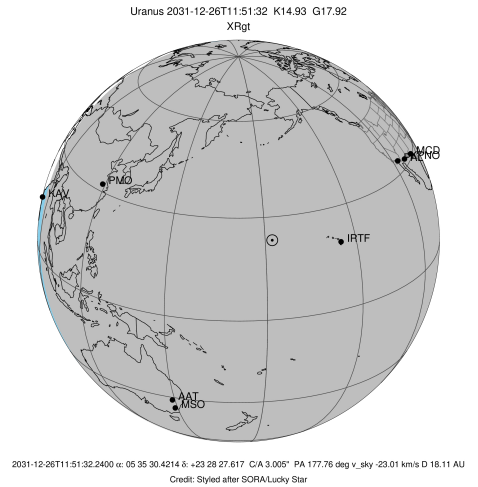 Uranus 2031-12-26T11:51:32 K14.93 G17.92
XRgt
MCD
APNO
PMO
KAV
IRTF
AAT
MSO
2031-12-26T11:51:32.2400 α: 05 35 30.4214 δ: +23 28 27.617 C/A 3.005" PA 177.76 deg v_sky -23.01 km/s D 18.11 AU
Credit: Styled after SORA/Lucky Star